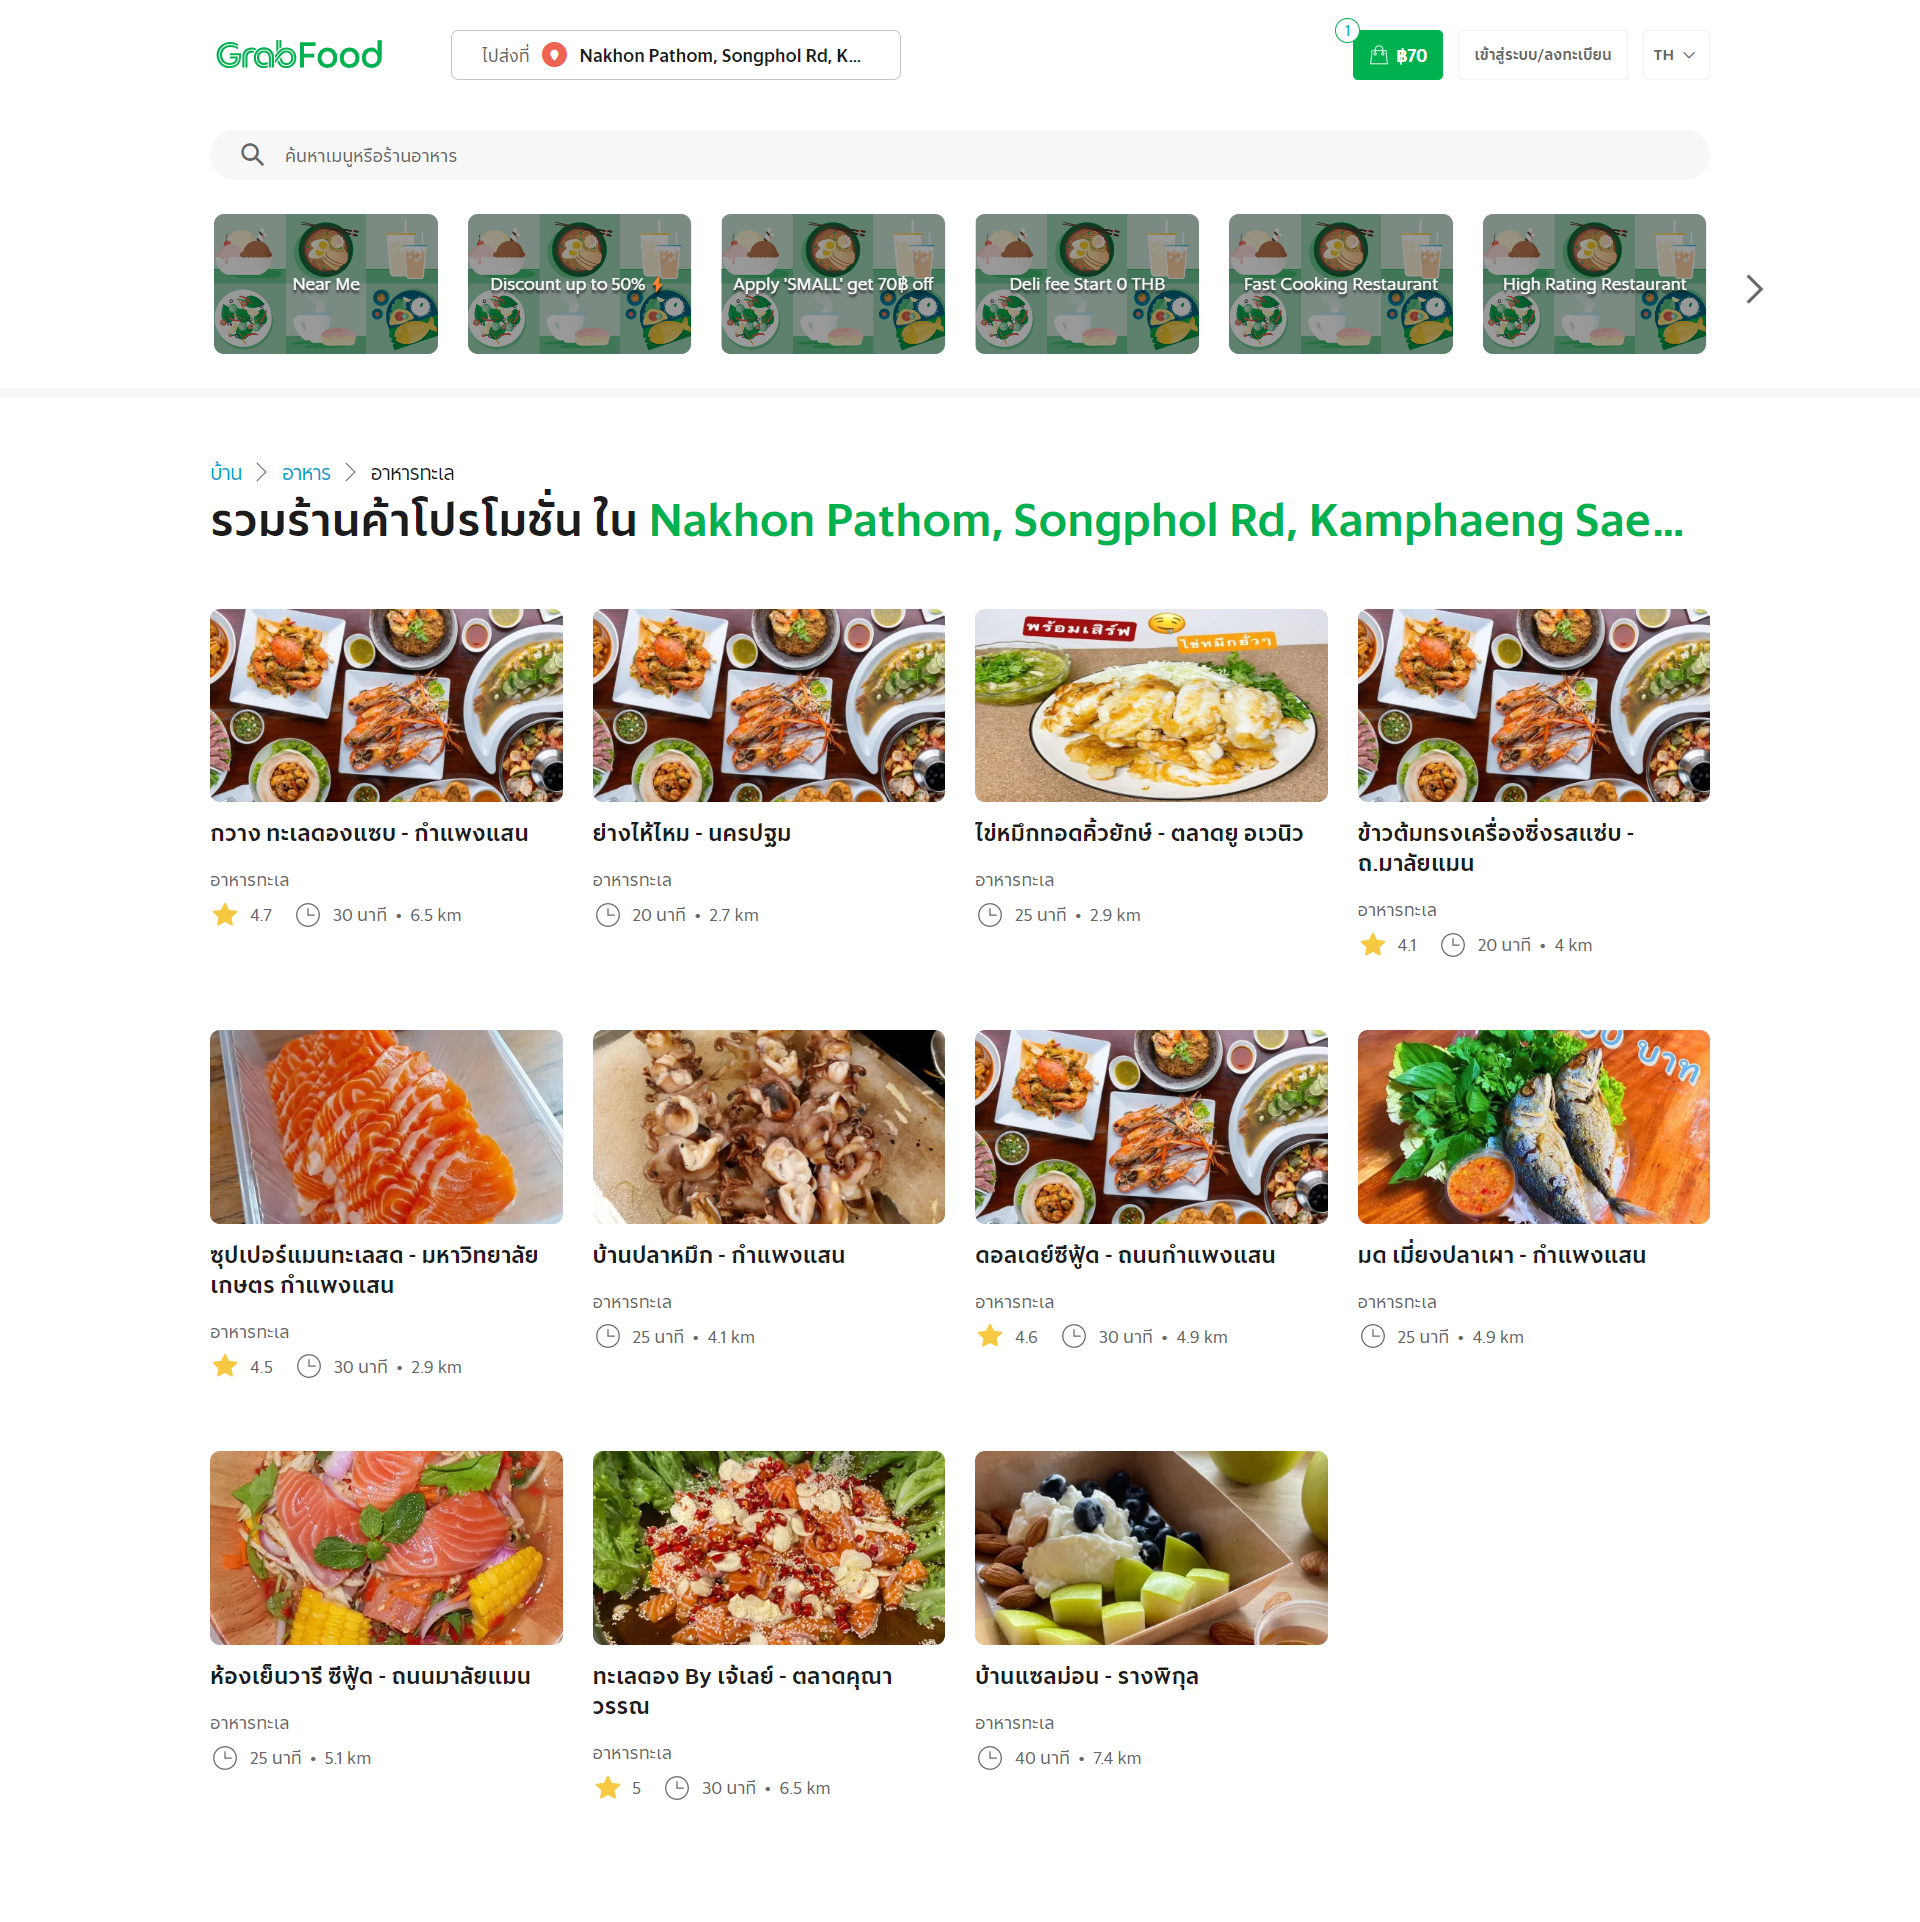 GrabFood
ไปส่งที่ Nakhon Pathom, Songphol Rd, K...
1
฿70
เข้าสู่ระบบ/ลงทะเบียน
TH
ค้นหาเมนูหรือร้านอาหาร
Near Me
Discount up to 50%⚡
Apply 'SMALL' get 70฿ off
Deli fee Start 0 THB
Fast Cooking Restaurant
High Rating Restaurant
บ้าน > อาหาร > อาหารทะเล
รวมร้านค้าโปรโมชั่น ใน Nakhon Pathom, Songphol Rd, Kamphaeng Sae...
กวาง ทะเลดองแซบ - กำแพงแสน
อาหารทะเล
4.7 30 นาที • 6.5 km
ย่างไห้ไหม - นครปฐม
อาหารทะเล
20 นาที • 2.7 km
พร้อมเสิร์ฟ
ไข่หมึกยั่วๆ
ไข่หมึกทอดคิ้วยักษ์ - ตลาดยู อเวนิว
อาหารทะเล
25 นาที • 2.9 km
ข้าวต้มทรงเครื่องซิ่งรสแซ่บ -
ถ.มาลัยแมน
อาหารทะเล
4.1 20 นาที • 4 km
ซุปเปอร์แมนทะเลสด - มหาวิทยาลัย
เกษตร กำแพงแสน
อาหารทะเล
4.5 30 นาที • 2.9 km
บ้านปลาหมึก - กำแพงแสน
อาหารทะเล
25 นาที • 4.1 km
ดอลเดย์ซีฟู้ด - ถนนกำแพงแสน
อาหารทะเล
4.6 30 นาที • 4.9 km
บาท
มด เมี่ยงปลาเผา - กำแพงแสน
อาหารทะเล
25 นาที • 4.9 km
ห้องเย็นวารี ซีฟู้ด - ถนนมาลัยแมน
อาหารทะเล
25 นาที • 5.1 km
ทะเลดอง By เจ้เลย์ - ตลาดคุณา
วรรณ
อาหารทะเล
5 30 นาที • 6.5 km
บ้านแซลม่อน - รางพิกุล
อาหารทะเล
40 นาที • 7.4 km